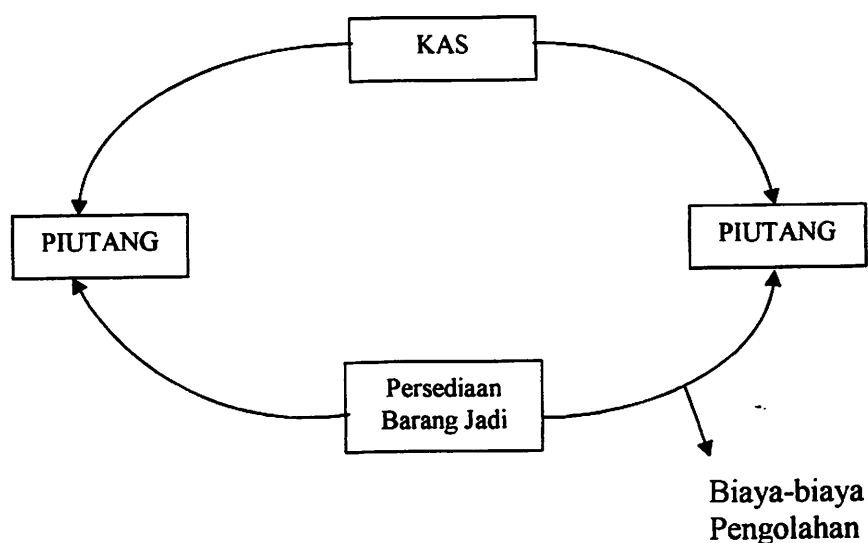 KAS
PIUTANG
PIUTANG
Persediaan
Barang Jadi
Biaya-biaya
Pengolahan